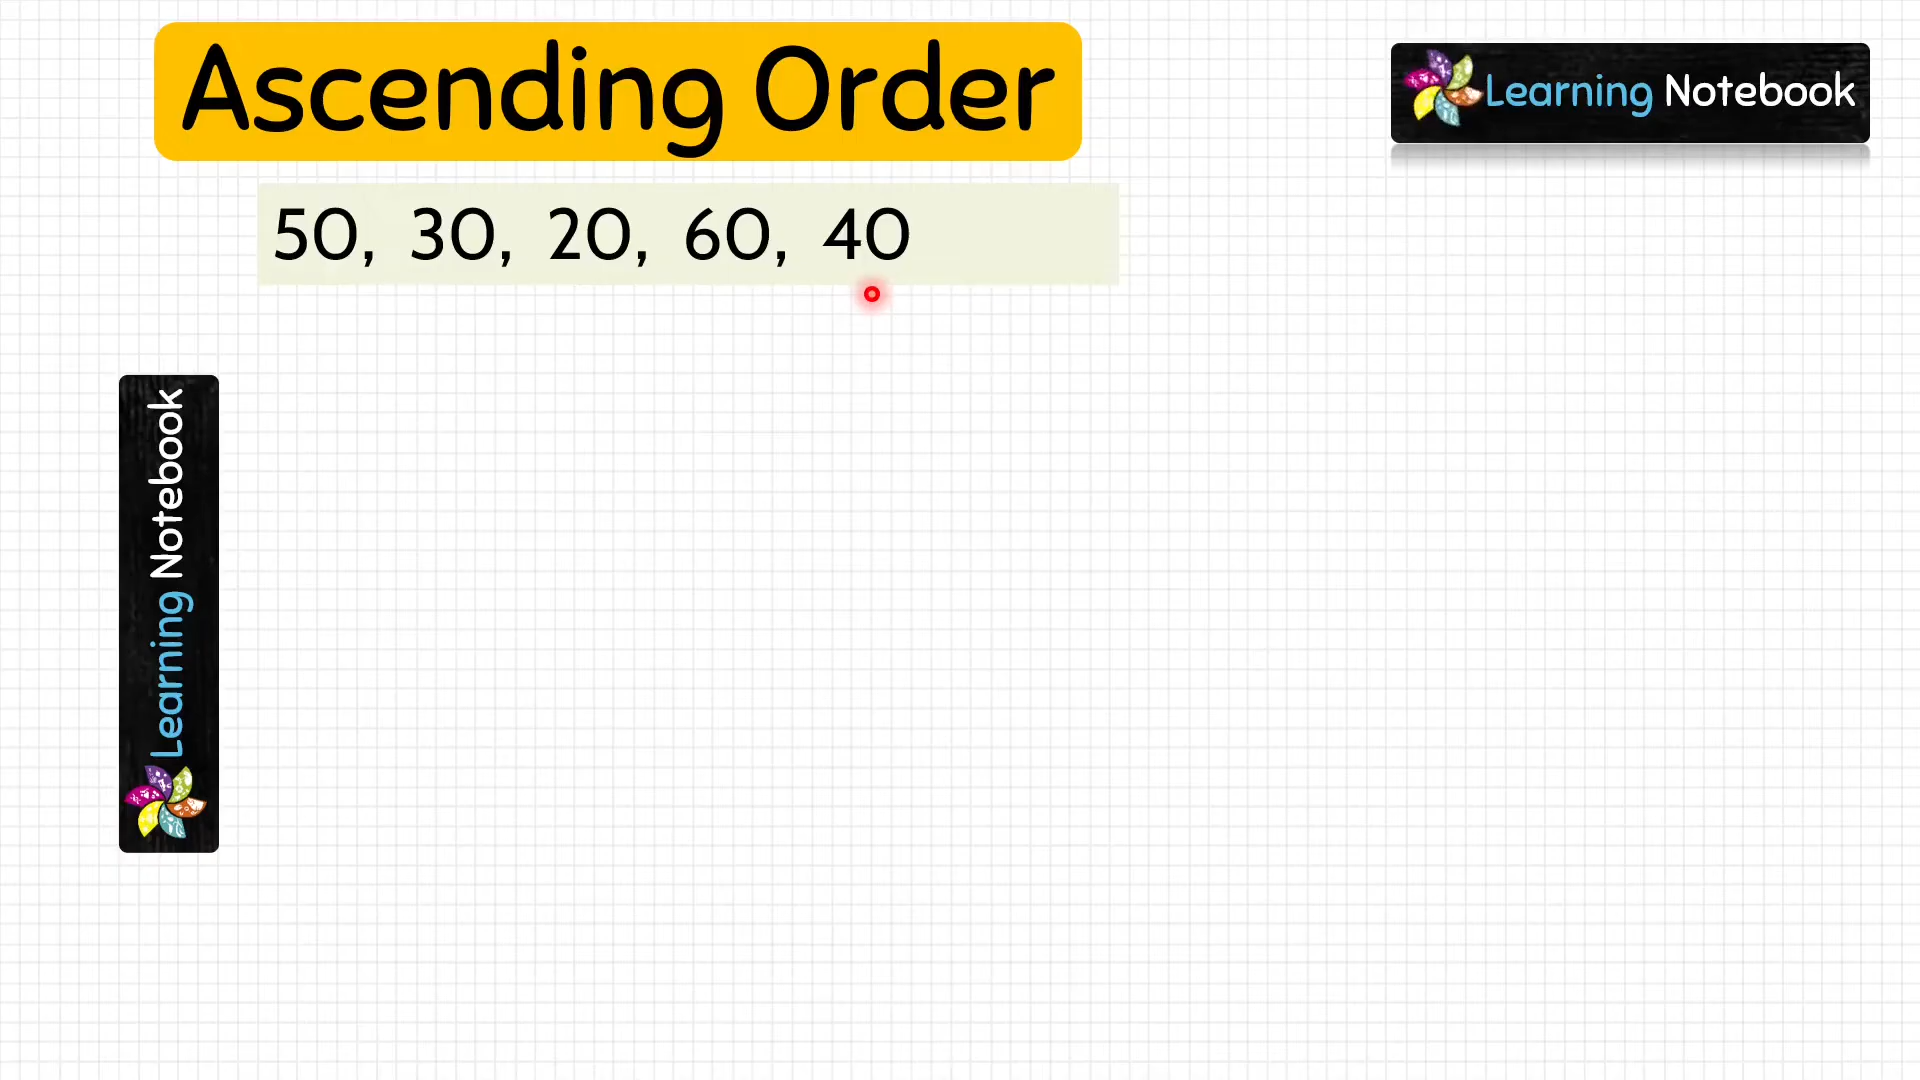 Ascending Order
Learning Notebook
50, 30, 20, 60, 40
Learning Notebook